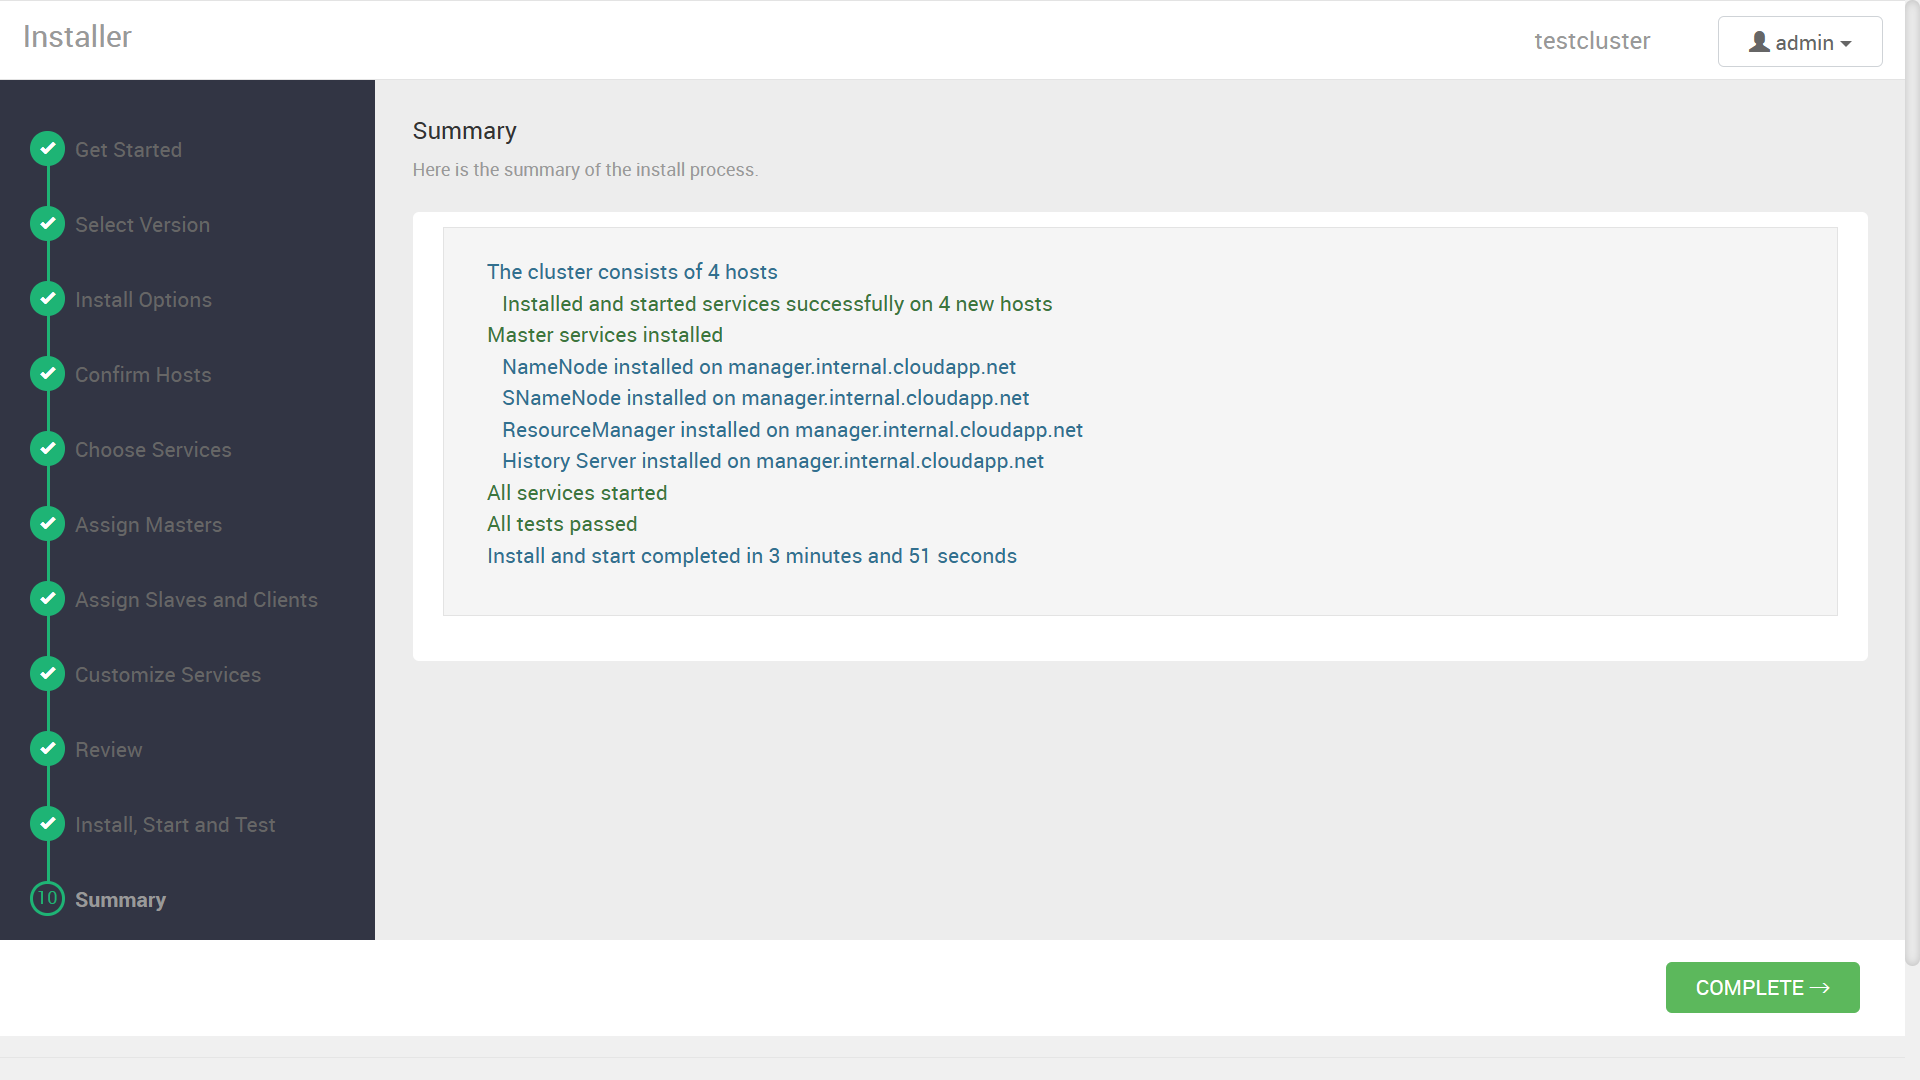 Installer
testcluster
admin
Get Started
Select Version
Install Options
Confirm Hosts
Choose Services
Assign Masters
Assign Slaves and Clients
Customize Services
Review
Install, Start and Test
10 Summary
Summary
Here is the summary of the install process.
The cluster consists of 4 hosts
Installed and started services successfully on 4 new hosts
Master services installed
NameNode installed on manager.internal.cloudapp.net
SNameNode installed on manager.internal.cloudapp.net
ResourceManager installed on manager.internal.cloudapp.net
History Server installed on manager.internal.cloudapp.net
All services started
All tests passed
Install and start completed in 3 minutes and 51 seconds
COMPLETE →